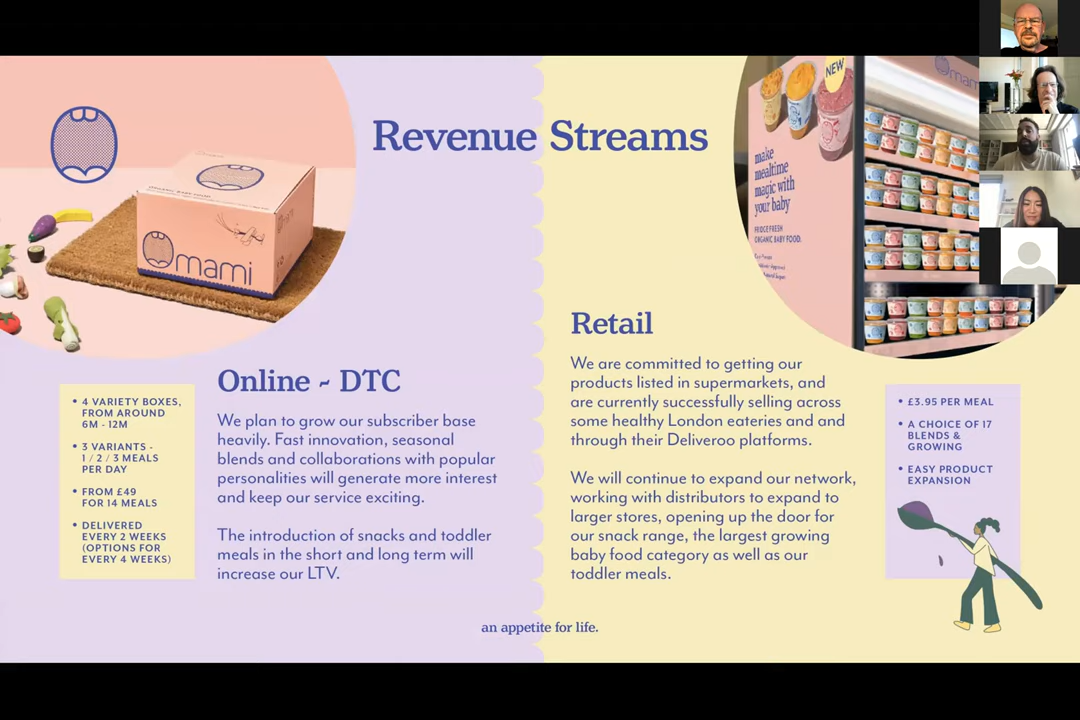 Revenue Streams
mami
NEW
make
mealtime
magic with
your baby
FRIDGE FRESH
ORGANIC BABY FOOD.
Omami
Online ~ DTC
We plan to grow our subscriber base
heavily. Fast innovation, seasonal
blends and collaborations with popular
personalities will generate more interest
and keep our service exciting.
The introduction of snacks and toddler
meals in the short and long term will
increase our LTV.
• 4 VARIETY BOXES,
FROM AROUND
6M - 12M
• 3 VARIANTS -
1 / 2 / 3 MEALS
PER DAY
• FROM £49
FOR 14 MEALS
• DELIVERED
EVERY 2 WEEKS
(OPTIONS FOR
EVERY 4 WEEKS)
Retail
We are committed to getting our
products listed in supermarkets, and
are currently successfully selling across
some healthy London eateries and and
through their Deliveroo platforms.
We will continue to expand our network,
working with distributors to expand to
larger stores, opening up the door for
our snack range, the largest growing
baby food category as well as our
toddler meals.
• £3.95 PER MEAL
• A CHOICE OF 17
BLENDS &
GROWING
• EASY PRODUCT
EXPANSION
an appetite for life.